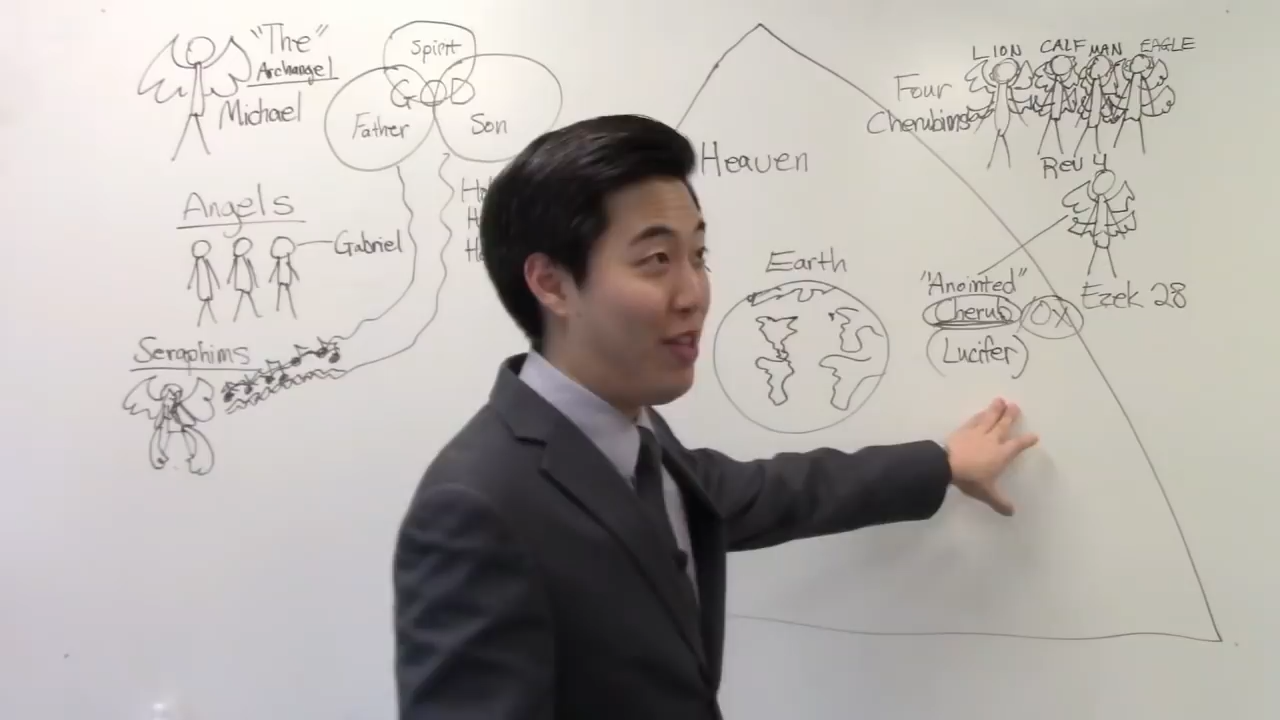 "The"
Archangel
Michael
Spirit
GOD
Father
Son
Angels
Gabriel
Seraphims
Heaven
Earth
LION CALF MAN EAGLE
Four
Cherubims
Rev 4
"Anointed"
Cherub OX
(Lucifer)
Ezek 28